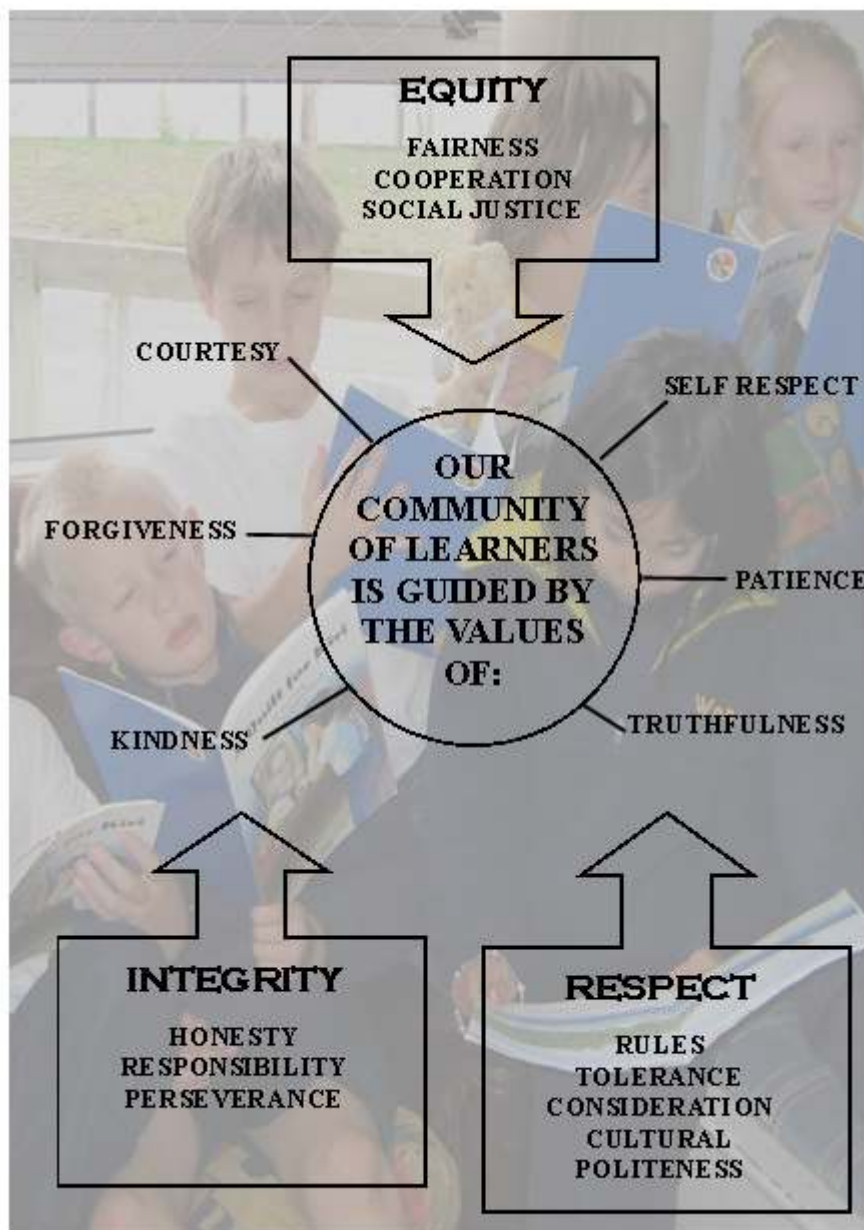 EQUITY
FAIRNESS
COOPERATION
SOCIAL JUSTICE
COURTESY
SELF RESPECT
FORGIVENESS
OUR
COMMUNITY
OF LEARNERS
IS GUIDED BY
THE VALUES
OF:
PATIENCE
KINDNESS
TRUTHFULNESS
INTEGRITY
HONESTY
RESPONSIBILITY
PERSEVERANCE
RESPECT
RULES
TOLERANCE
CONSIDERATION
CULTURAL
POLITENESS